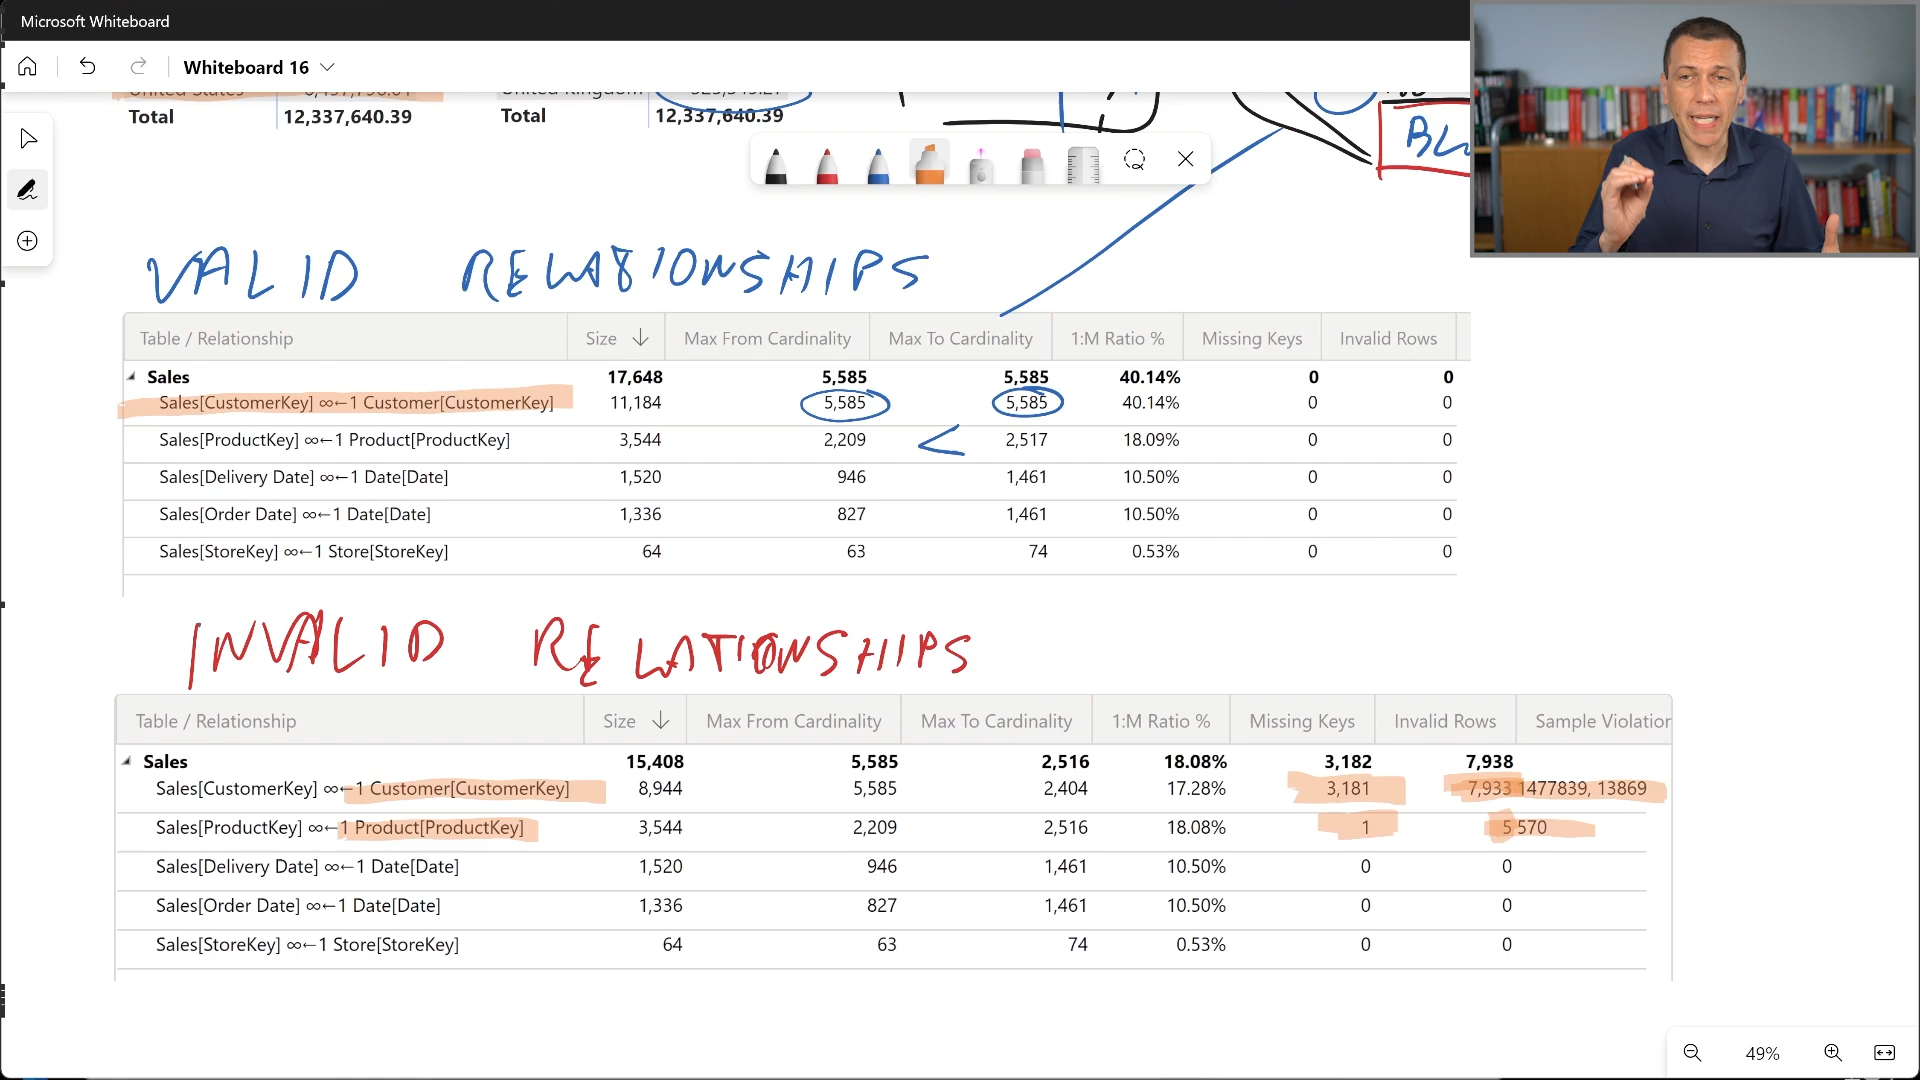 Microsoft Whiteboard
Whiteboard 16
Total 12,337,640.39 Total 12,337,640.39
VALID RELATIONSHIPS
Table / Relationship Size Max From Cardinality Max To Cardinality 1:M Ratio % Missing Keys Invalid Rows
Sales 17,648 5,585 5,585 40.14% 0 0
Sales[CustomerKey] ∞←1 Customer[CustomerKey] 11,184 5,585 5,585 40.14% 0 0
Sales[ProductKey] ∞←1 Product[ProductKey] 3,544 2,209 < 2,517 18.09% 0 0
Sales[Delivery Date] ∞←1 Date[Date] 1,520 946 1,461 10.50% 0 0
Sales[Order Date] ∞←1 Date[Date] 1,336 827 1,461 10.50% 0 0
Sales[StoreKey] ∞←1 Store[StoreKey] 64 63 74 0.53% 0 0
INVALID RELATIONSHIPS
Table / Relationship Size Max From Cardinality Max To Cardinality 1:M Ratio % Missing Keys Invalid Rows Sample Violation
Sales 15,408 5,585 2,516 18.08% 3,182 7,938
Sales[CustomerKey] ∞←1 Customer[CustomerKey] 8,944 5,585 2,404 17.28% 3,181 7,933 1477839, 13869
Sales[ProductKey] ∞←1 Product[ProductKey] 3,544 2,209 2,516 18.08% 1 5 570
Sales[Delivery Date] ∞←1 Date[Date] 1,520 946 1,461 10.50% 0 0
Sales[Order Date] ∞←1 Date[Date] 1,336 827 1,461 10.50% 0 0
Sales[StoreKey] ∞←1 Store[StoreKey] 64 63 74 0.53% 0 0
49%